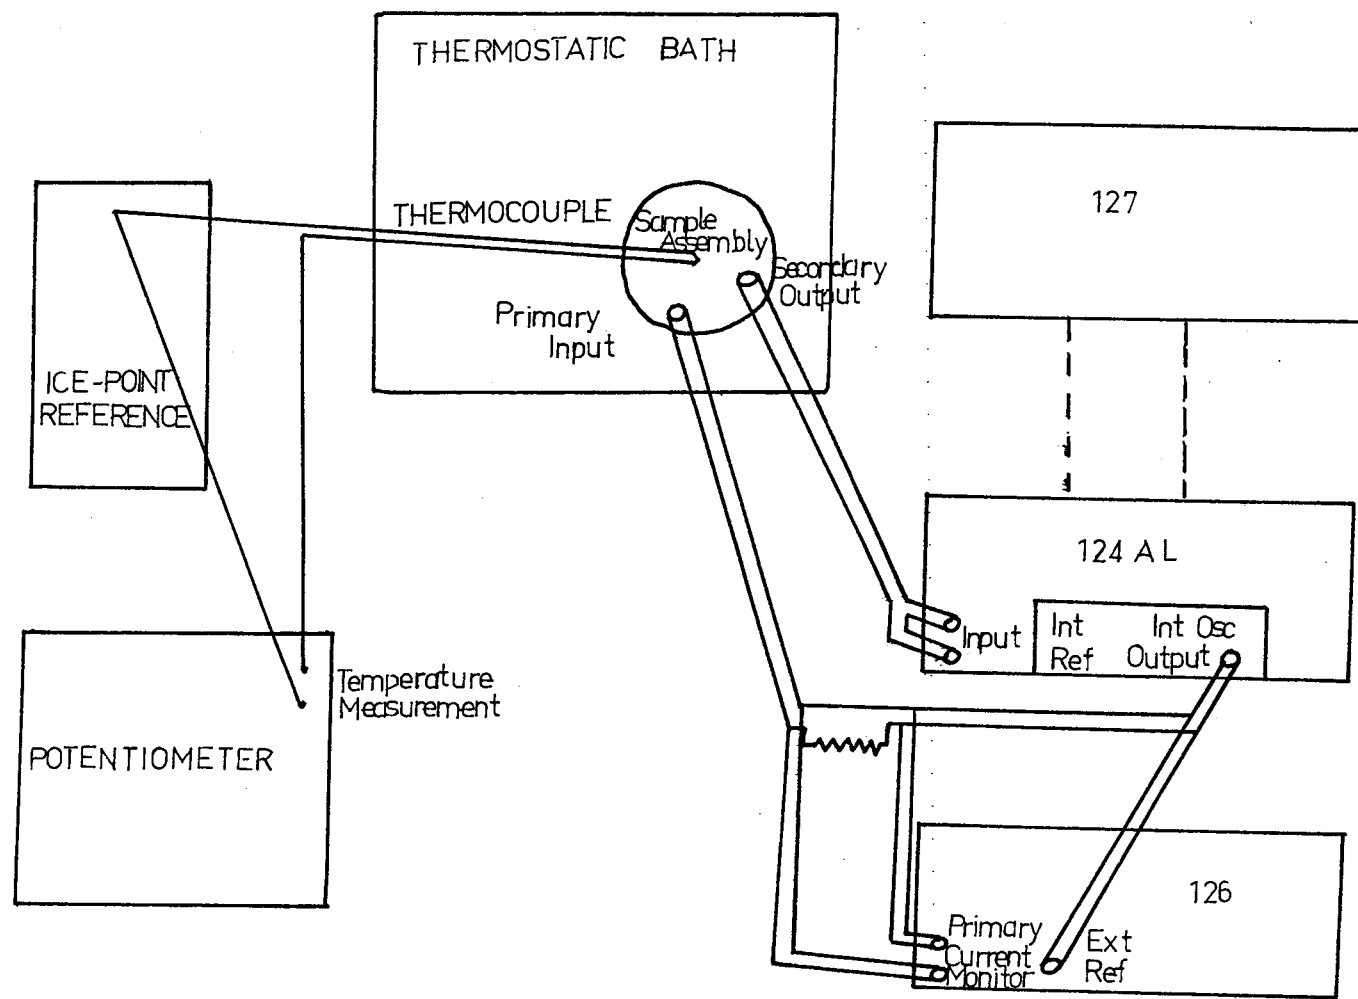 THERMOSTATIC BATH
127
THERMOCOUPLE
Sample
Assembly
Secondary
Output
Primary
Input
ICE-POINT
REFERENCE
124 AL
Input
Int
Ref
Int Osc
Output
Temperature
Measurement
POTENTIOMETER
126
Primary
Current
Monitor
Ext
Ref